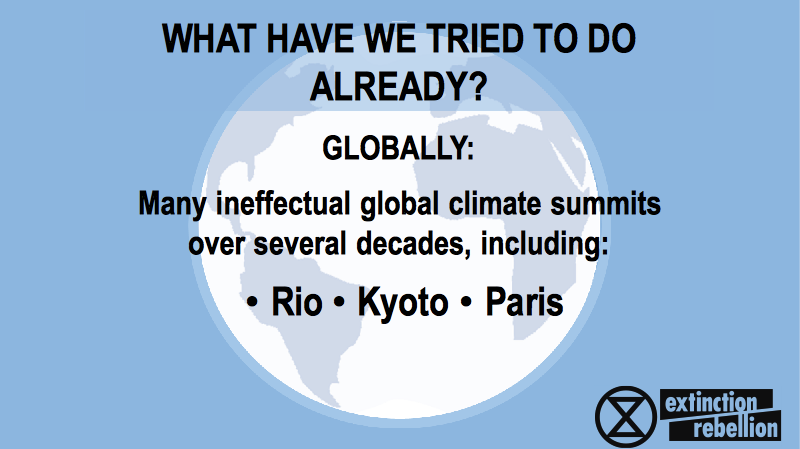 WHAT HAVE WE TRIED TO DO
ALREADY?
GLOBALLY:
Many ineffectual global climate summits
over several decades, including:
• Rio • Kyoto • Paris
extinction
rebellion